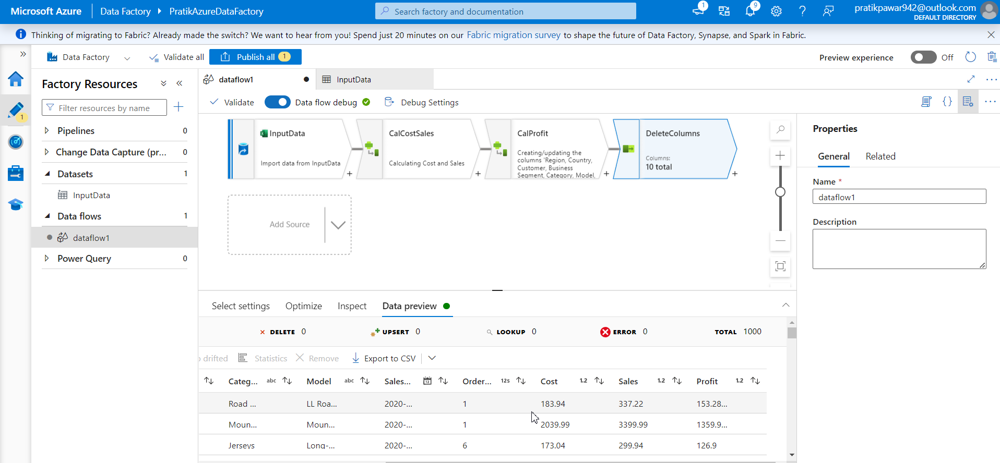 Microsoft Azure
Data Factory
PratikAzureDataFactory
Search factory and documentation
1
9
pratikpawar942@outlook.com
DEFAULT DIRECTORY
Thinking of migrating to Fabric? Already made the switch? We want to hear from you! Spend just 20 minutes on our Fabric migration survey to shape the future of Data Factory, Synapse, and Spark in Fabric.
Data Factory
Validate all
Publish all 1
Preview experience
Off
1
Factory Resources
Filter resources by name
Pipelines 0
Change Data Capture (pr... 0
Datasets 1
InputData
Data flows 1
dataflow1
Power Query 0
dataflow1
InputData
Validate
Data flow debug
Debug Settings
InputData
Import data from InputData
CalCostSales
Calculating Cost and Sales
CalProfit
Creating/updating the
columns 'Region, Country,
Customer, Business
Segment, Category, Model,
DeleteColumns
Columns:
10 total
Add Source
Properties
General Related
Name *
dataflow1
Description
Select settings Optimize Inspect Data preview
DELETE 0 UPSERT 0 LOOKUP 0 ERROR 0 TOTAL 1000
drifted Statistics Remove Export to CSV
Categ... abc Model abc Sales... 12 Order... 12s Cost 1.2 Sales 1.2 Profit 1.2
Road ... LL Roa... 2020-... 1 183.94 337.22 153.28...
Moun... Moun... 2020-... 1 2039.99 3399.99 1359.9...
Jerseys Long-... 2020-... 6 173.04 299.94 126.9